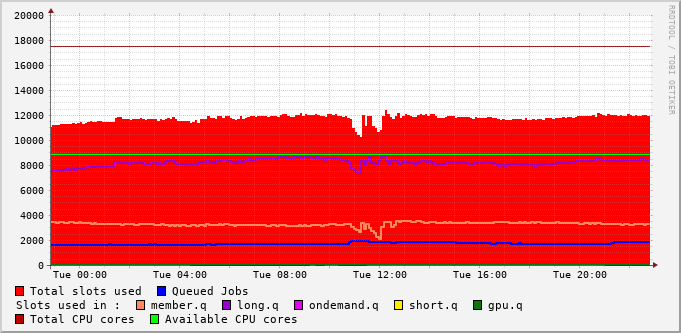 RRDTOOL / TOBI OETIKER
20000
18000
16000
14000
12000
10000
8000
6000
4000
2000
0
Tue 00:00 Tue 04:00 Tue 08:00 Tue 12:00 Tue 16:00 Tue 20:00
Total slots used Queued Jobs
Slots used in : member.q long.q ondemand.q short.q gpu.q
Total CPU cores Available CPU cores